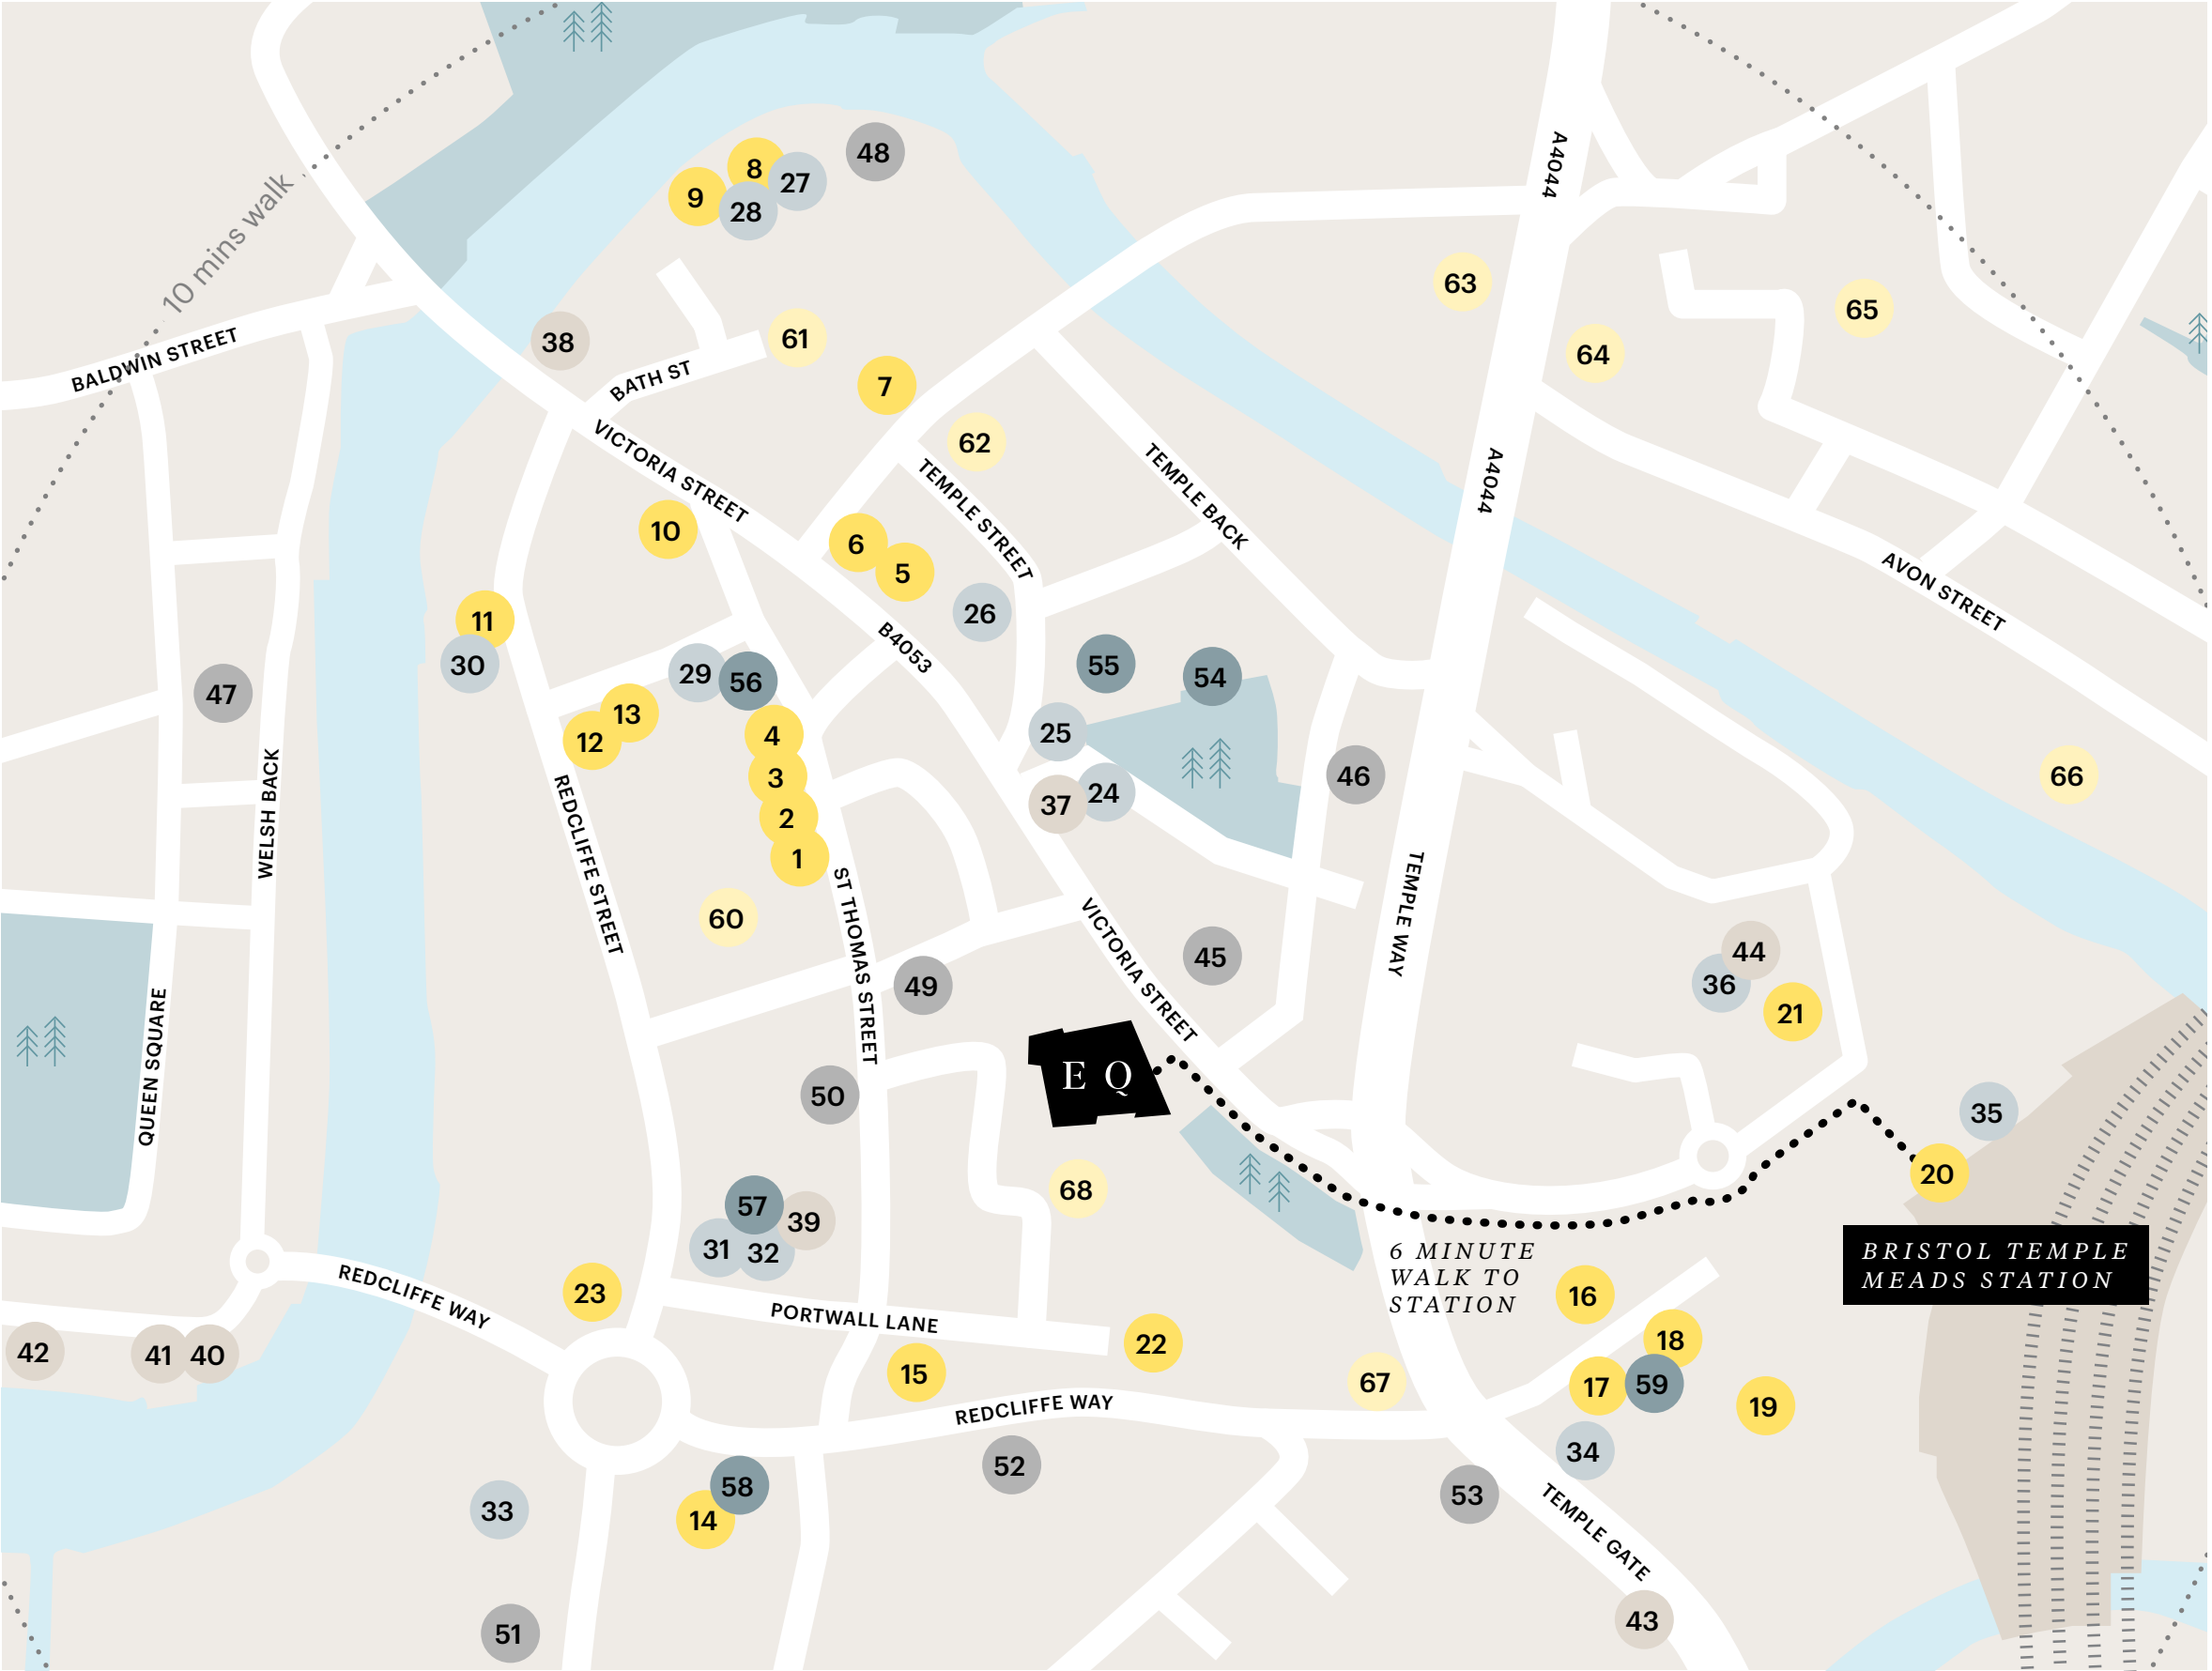 48
8
27
9
28
A4044
10 mins walk
63
65
61
38
64
BALDWIN STREET
BATH ST
7
62
VICTORIA STREET
TEMPLE BACK
A4044
TEMPLE STREET
10
6
5
AVON STREET
26
11
B4053
30
55
29
56
54
47
13
25
4
12
3
46
66
24
37
WELSH BACK
2
REDCLIFFE STREET
1
TEMPLE WAY
60
ST THOMAS STREET
VICTORIA STREET
44
45
36
49
21
QUEEN SQUARE
E Q
50
35
20
68
57
39
31
32
BRISTOL TEMPLE
MEADS STATION
6 MINUTE
WALK TO
STATION
23
REDCLIFFE WAY
16
PORTWALL LANE
18
22
42
41
40
15
67
17
59
REDCLIFFE WAY
19
34
52
58
53
33
14
TEMPLE GATE
43
51